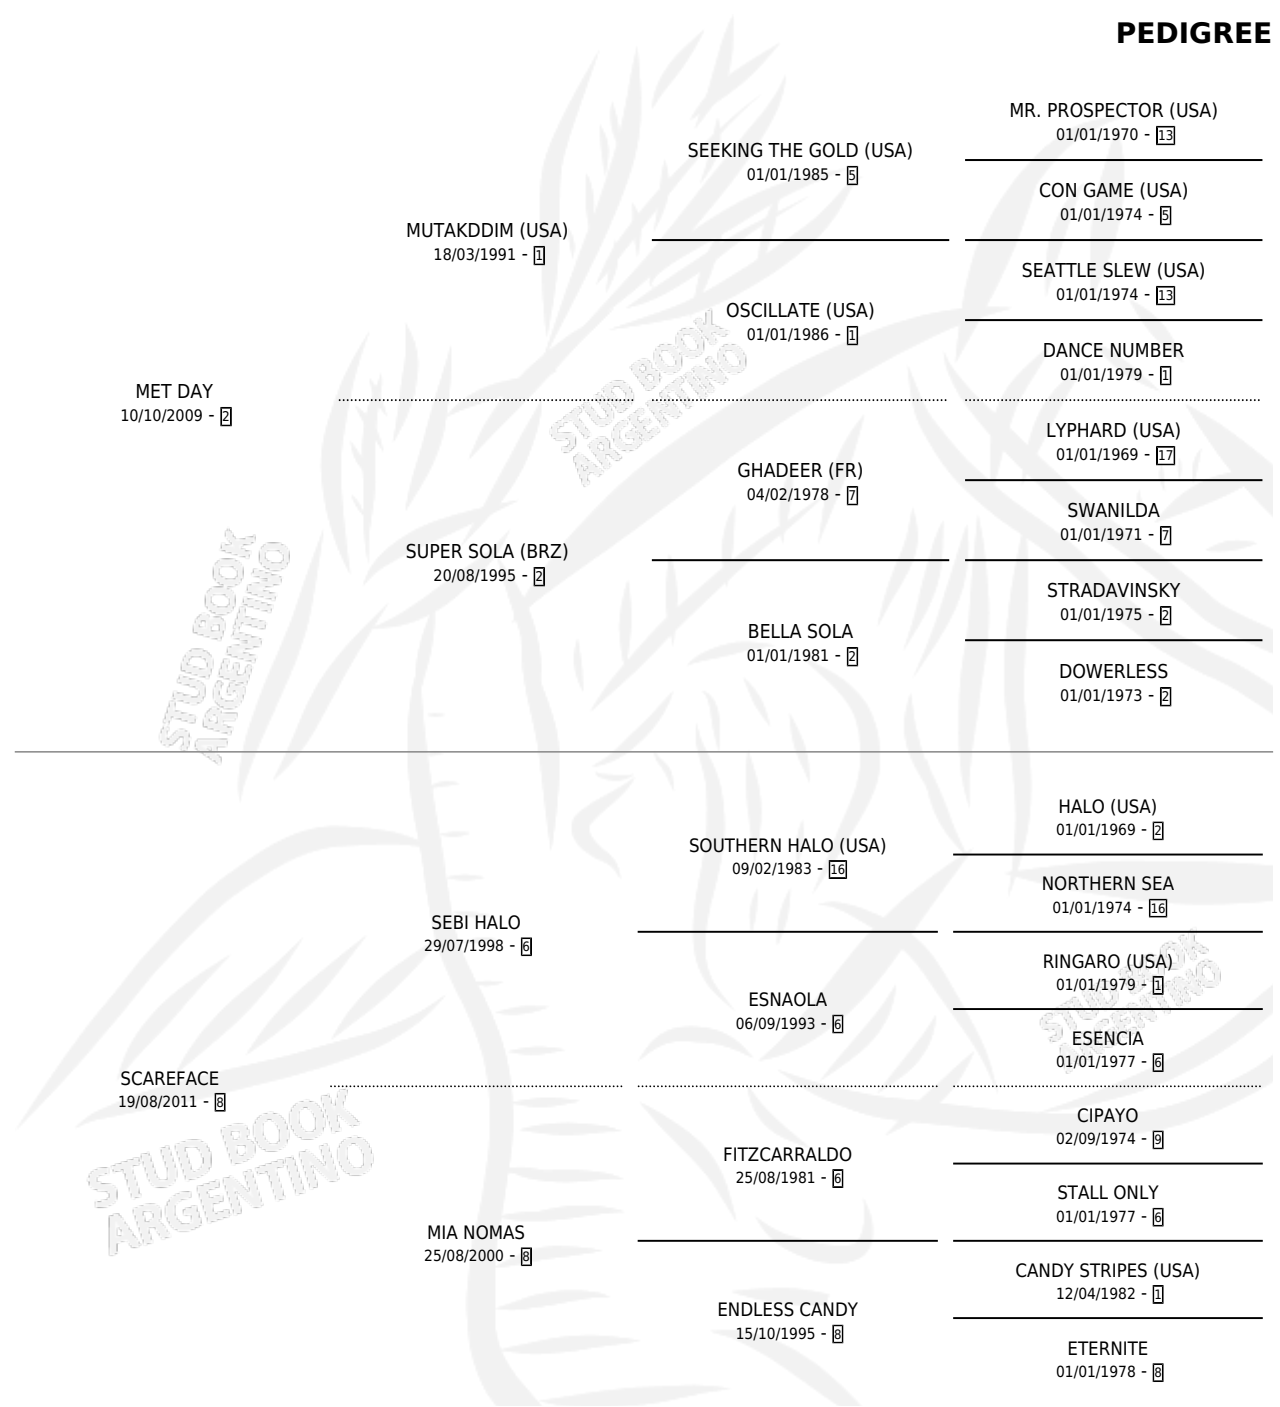 PEDIGREE
MR. PROSPECTOR (USA)
01/01/1970 - 13
SEEKING THE GOLD (USA)
01/01/1985 - 5
CON GAME (USA)
01/01/1974 - 5
MUTAKDDIM (USA)
18/03/1991 - 1
SEATTLE SLEW (USA)
01/01/1974 - 13
OSCILLATE (USA)
01/01/1986 - 1
DANCE NUMBER
01/01/1979 - 1
MET DAY
10/10/2009 - 2
LYPHARD (USA)
01/01/1969 - 17
GHADEER (FR)
04/02/1978 - 7
SWANILDA
01/01/1971 - 7
SUPER SOLA (BRZ)
20/08/1995 - 2
STRADAVINSKY
01/01/1975 - 2
BELLA SOLA
01/01/1981 - 2
DOWERLESS
01/01/1973 - 2
HALO (USA)
01/01/1969 - 2
SOUTHERN HALO (USA)
09/02/1983 - 16
NORTHERN SEA
01/01/1974 - 16
SEBI HALO
29/07/1998 - 6
RINGARO (USA)
01/01/1979 - 1
ESNAOLA
06/09/1993 - 6
ESENCIA
01/01/1977 - 6
SCAREFACE
19/08/2011 - 8
CIPAYO
02/09/1974 - 9
FITZCARRALDO
25/08/1981 - 6
STALL ONLY
01/01/1977 - 6
MIA NOMAS
25/08/2000 - 8
CANDY STRIPES (USA)
12/04/1982 - 1
ENDLESS CANDY
15/10/1995 - 8
ETERNITE
01/01/1978 - 8
STUD BOOK
ARGENTINO
STUD BOOK
ARGENTINO
STUD BOOK
ARGENTINO
STUD BOOK
ARGENTINO